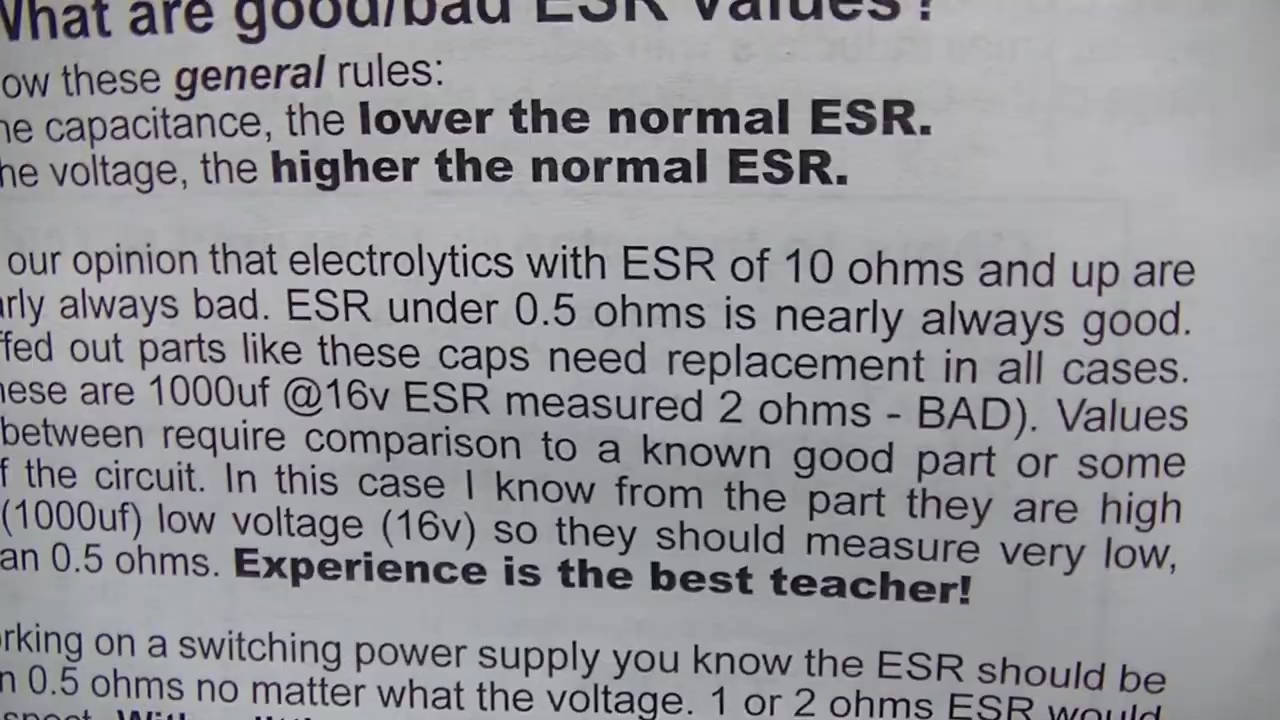 What are good/bad ESR values?
ow these general rules:
he capacitance, the lower the normal ESR.
he voltage, the higher the normal ESR.
our opinion that electrolytics with ESR of 10 ohms and up are
rly always bad. ESR under 0.5 ohms is nearly always good.
fed out parts like these caps need replacement in all cases.
hese are 1000uf @16v ESR measured 2 ohms - BAD). Values
between require comparison to a known good part or some
f the circuit. In this case I know from the part they are high
(1000uf) low voltage (16v) so they should measure very low,
an 0.5 ohms. Experience is the best teacher!
rking on a switching power supply you know the ESR should be
n 0.5 ohms no matter what the voltage. 1 or 2 ohms ESR would